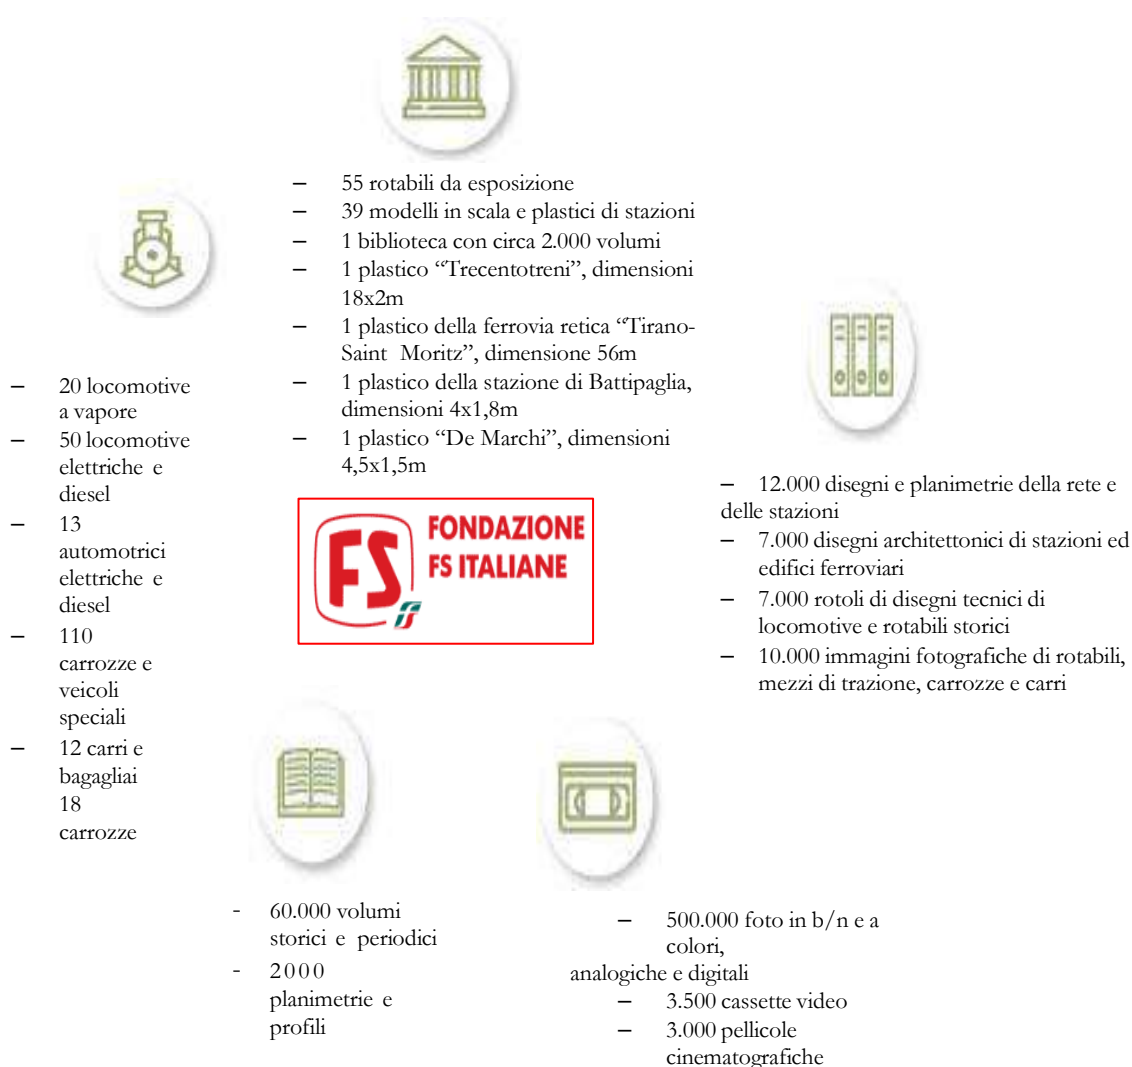 – 55 rotabili da esposizione
– 39 modelli in scala e plastici di stazioni
– 1 biblioteca con circa 2.000 volumi
– 1 plastico “Trecentotreni”, dimensioni
18x2m
– 1 plastico della ferrovia retica “Tirano-
Saint Moritz”, dimensione 56m
– 1 plastico della stazione di Battipaglia,
dimensioni 4x1,8m
– 1 plastico “De Marchi”, dimensioni
4,5x1,5m
– 20 locomotive
a vapore
– 50 locomotive
elettriche e
diesel
– 13
automotrici
elettriche e
diesel
– 110
carrozze e
veicoli
speciali
– 12 carri e
bagagliai
18
carrozze
FS
FONDAZIONE
FS ITALIANE
– 12.000 disegni e planimetrie della rete e
delle stazioni
– 7.000 disegni architettonici di stazioni ed
edifici ferroviari
– 7.000 rotoli di disegni tecnici di
locomotive e rotabili storici
– 10.000 immagini fotografiche di rotabili,
mezzi di trazione, carrozze e carri
- 60.000 volumi
storici e periodici
- 2000
planimetrie e
profili
– 500.000 foto in b/n e a
colori,
analogiche e digitali
– 3.500 cassette video
– 3.000 pellicole
cinematografiche